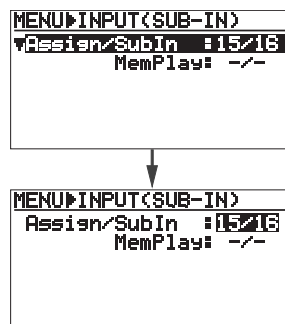 MENU▶INPUT(SUB-IN)
▼Assign/SubIn :15/16
MemPlay: -/-
MENU▶INPUT(SUB-IN)
Assign/SubIn :15/16
MemPlay: -/-